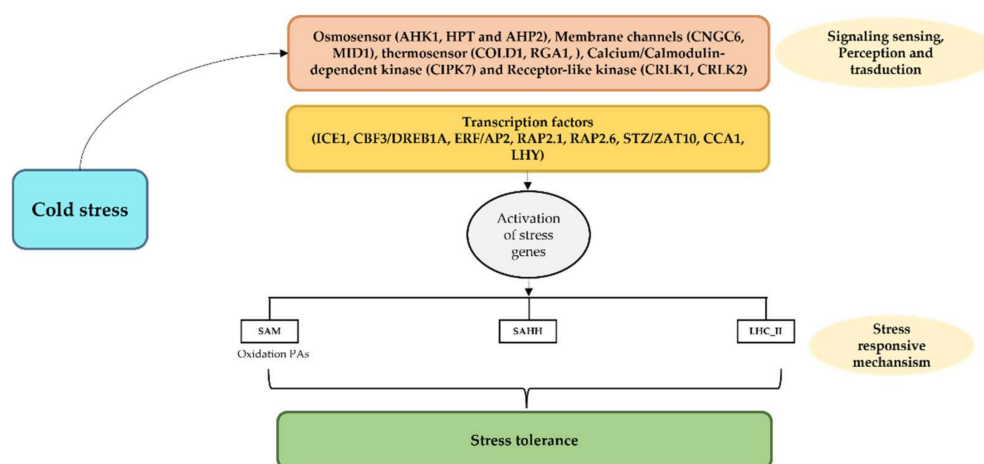 Osmosensor (AHK1, HPT and AHP2), Membrane channels (CNGC6,
MID1), thermosensor (COLD1, RGA1, ), Calcium/Calmodulin-
dependent kinase (CIPK7) and Receptor-like kinase (CRLK1, CRLK2)
Signaling sensing,
Perception and
trasduction
Transcription factors
(ICE1, CBF3/DREB1A, ERF/AP2, RAP2.1, RAP2.6, STZ/ZAT10, CCA1,
LHY)
Cold stress
Activation
of stress
genes
SAM
SAHH
LHC_II
Oxidation PAs
Stress
responsive
mechansism
Stress tolerance